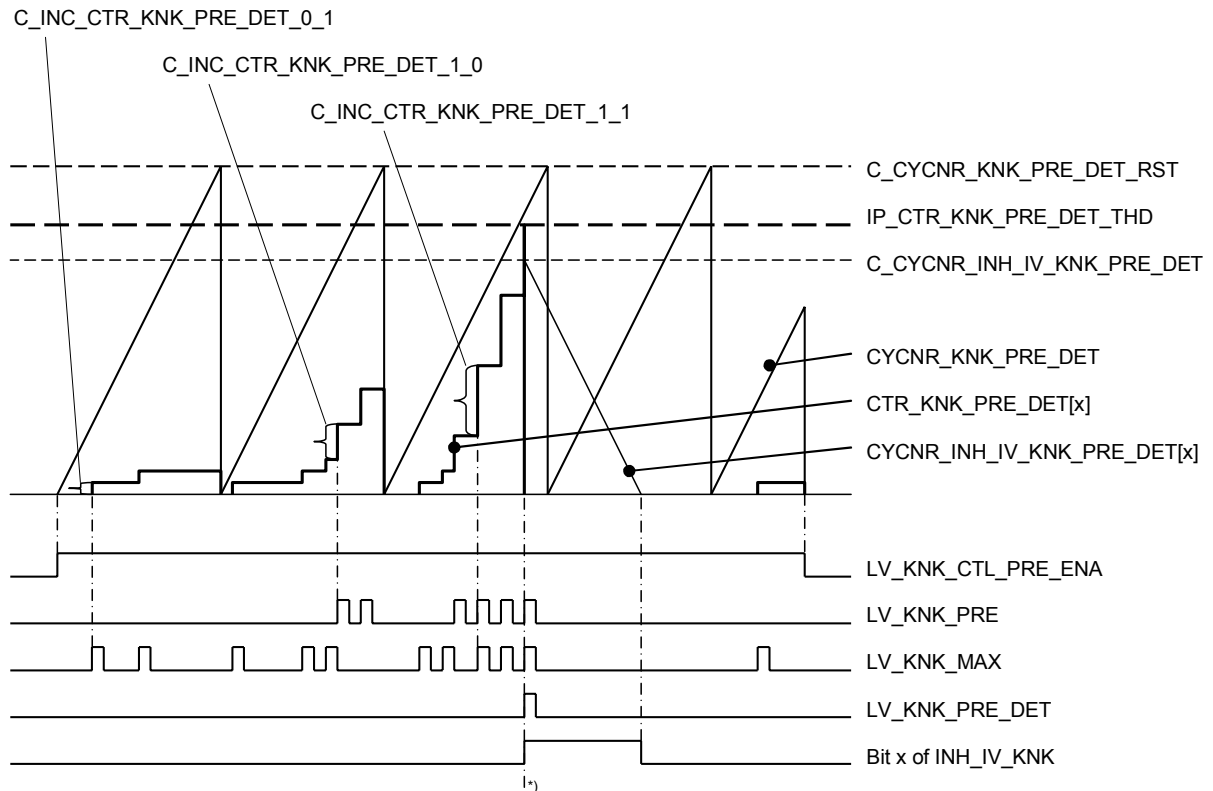 C_INC_CTR_KNK_PRE_DET_0_1
C_INC_CTR_KNK_PRE_DET_1_0
C_INC_CTR_KNK_PRE_DET_1_1
C_CYCNR_KNK_PRE_DET_RST
IP_CTR_KNK_PRE_DET_THD
C_CYCNR_INH_IV_KNK_PRE_DET
CYCNR_KNK_PRE_DET
CTR_KNK_PRE_DET[x]
CYCNR_INH_IV_KNK_PRE_DET[x]
LV_KNK_CTL_PRE_ENA
LV_KNK_PRE
LV_KNK_MAX
LV_KNK_PRE_DET
Bit x of INH_IV_KNK
*)